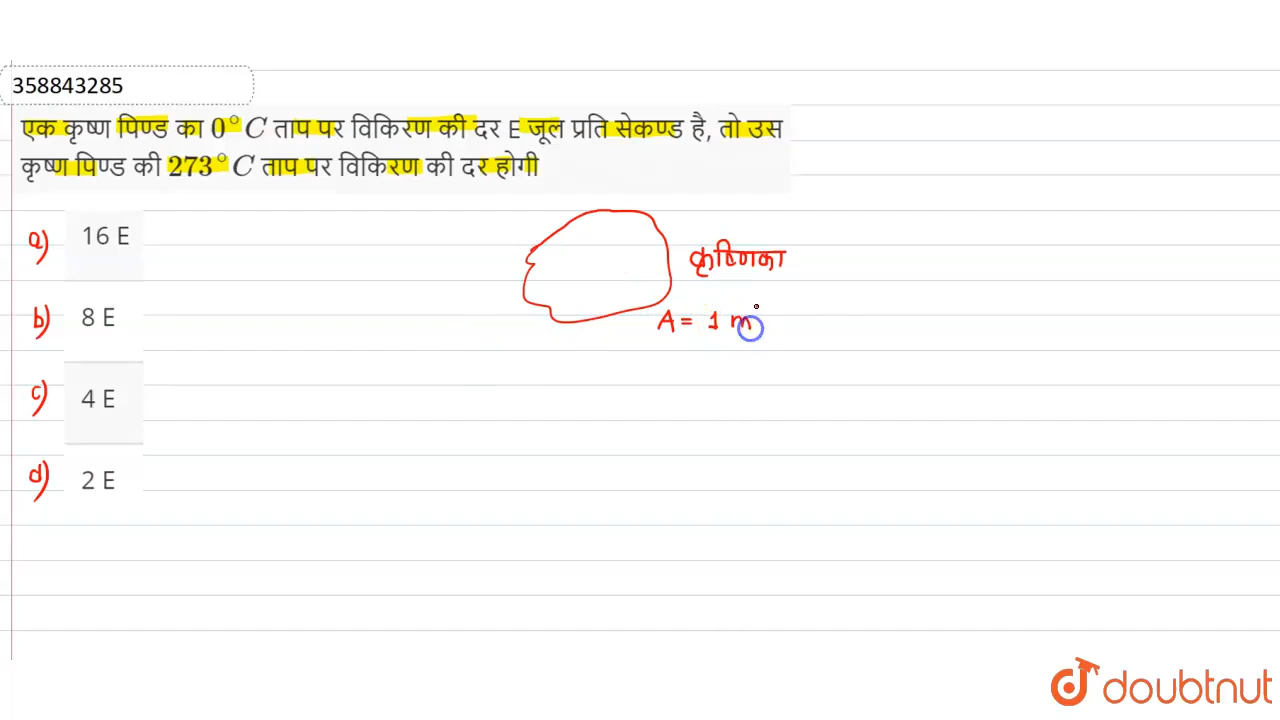 358843285
एक कृष्ण पिण्ड का 0°C ताप पर विकिरण की दर E जूल प्रति सेकण्ड है, तो उस
कृष्ण पिण्ड की 273°C ताप पर विकिरण की दर होगी
a) 16 E
कृष्णिका
b) 8 E
A = 1 m
c) 4 E
d) 2 E
doubtnut